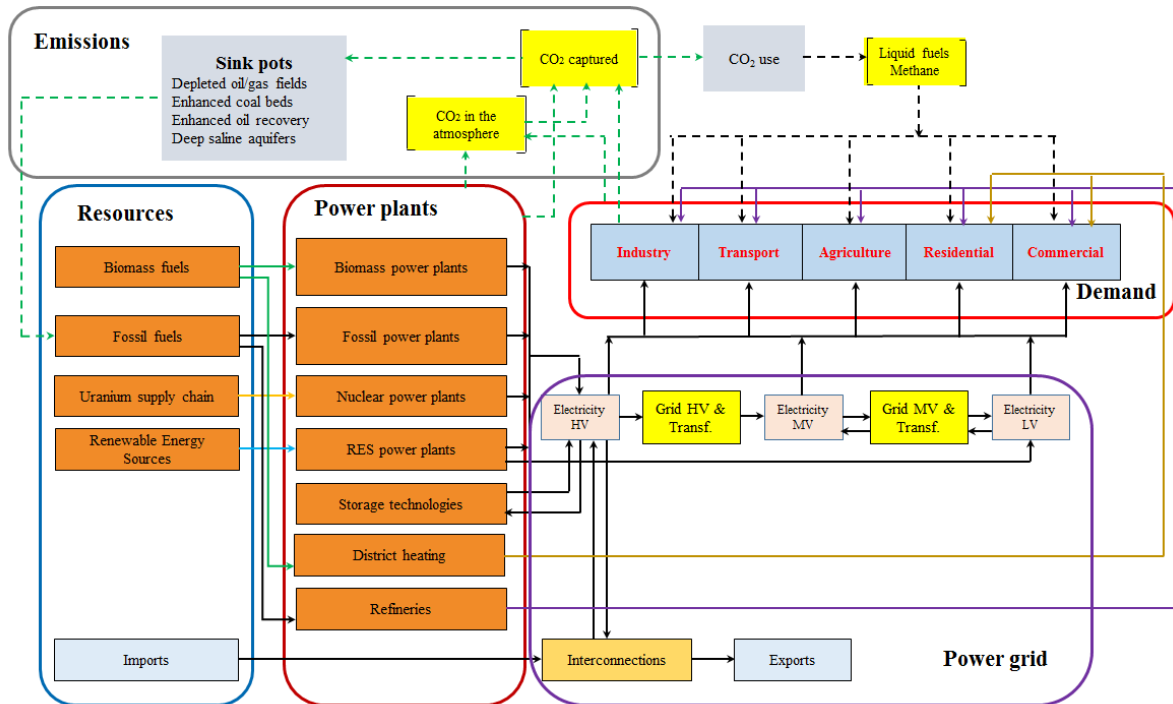 Emissions
Sink pots
Depleted oil/gas fields
Enhanced coal beds
Enhanced oil recovery
Deep saline aquifers
CO₂ captured
CO₂ in the
atmosphere
CO₂ use
Liquid fuels
Methane
Resources
Biomass fuels
Fossil fuels
Uranium supply chain
Renewable Energy
Sources
Imports
Power plants
Biomass power plants
Fossil power plants
Nuclear power plants
RES power plants
Storage technologies
District heating
Refineries
Industry
Transport
Agriculture
Residential
Commercial
Demand
Electricity
HV
Grid HV &
Transf.
Electricity
MV
Grid MV &
Transf.
Electricity
LV
Interconnections
Exports
Power grid